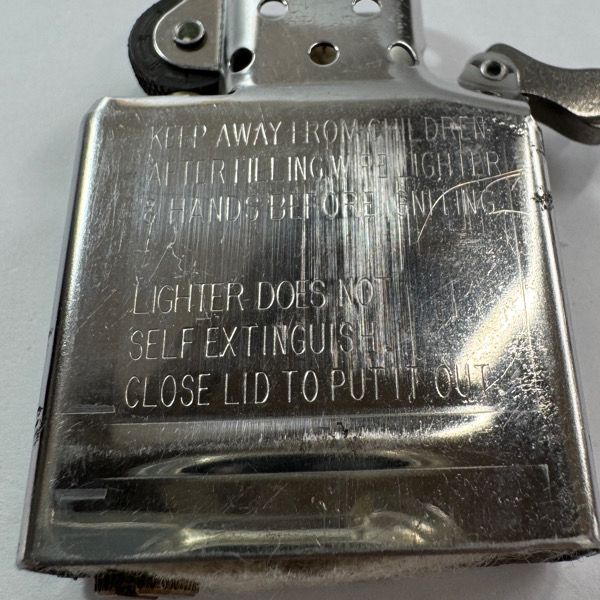 KEEP AWAY FROM CHILDREN.
AFTER FILLING WIPE LIGHTER
& HANDS BEFORE IGNITING
LIGHTER DOES NOT
SELF EXTINGUISH.
CLOSE LID TO PUT IT OUT.